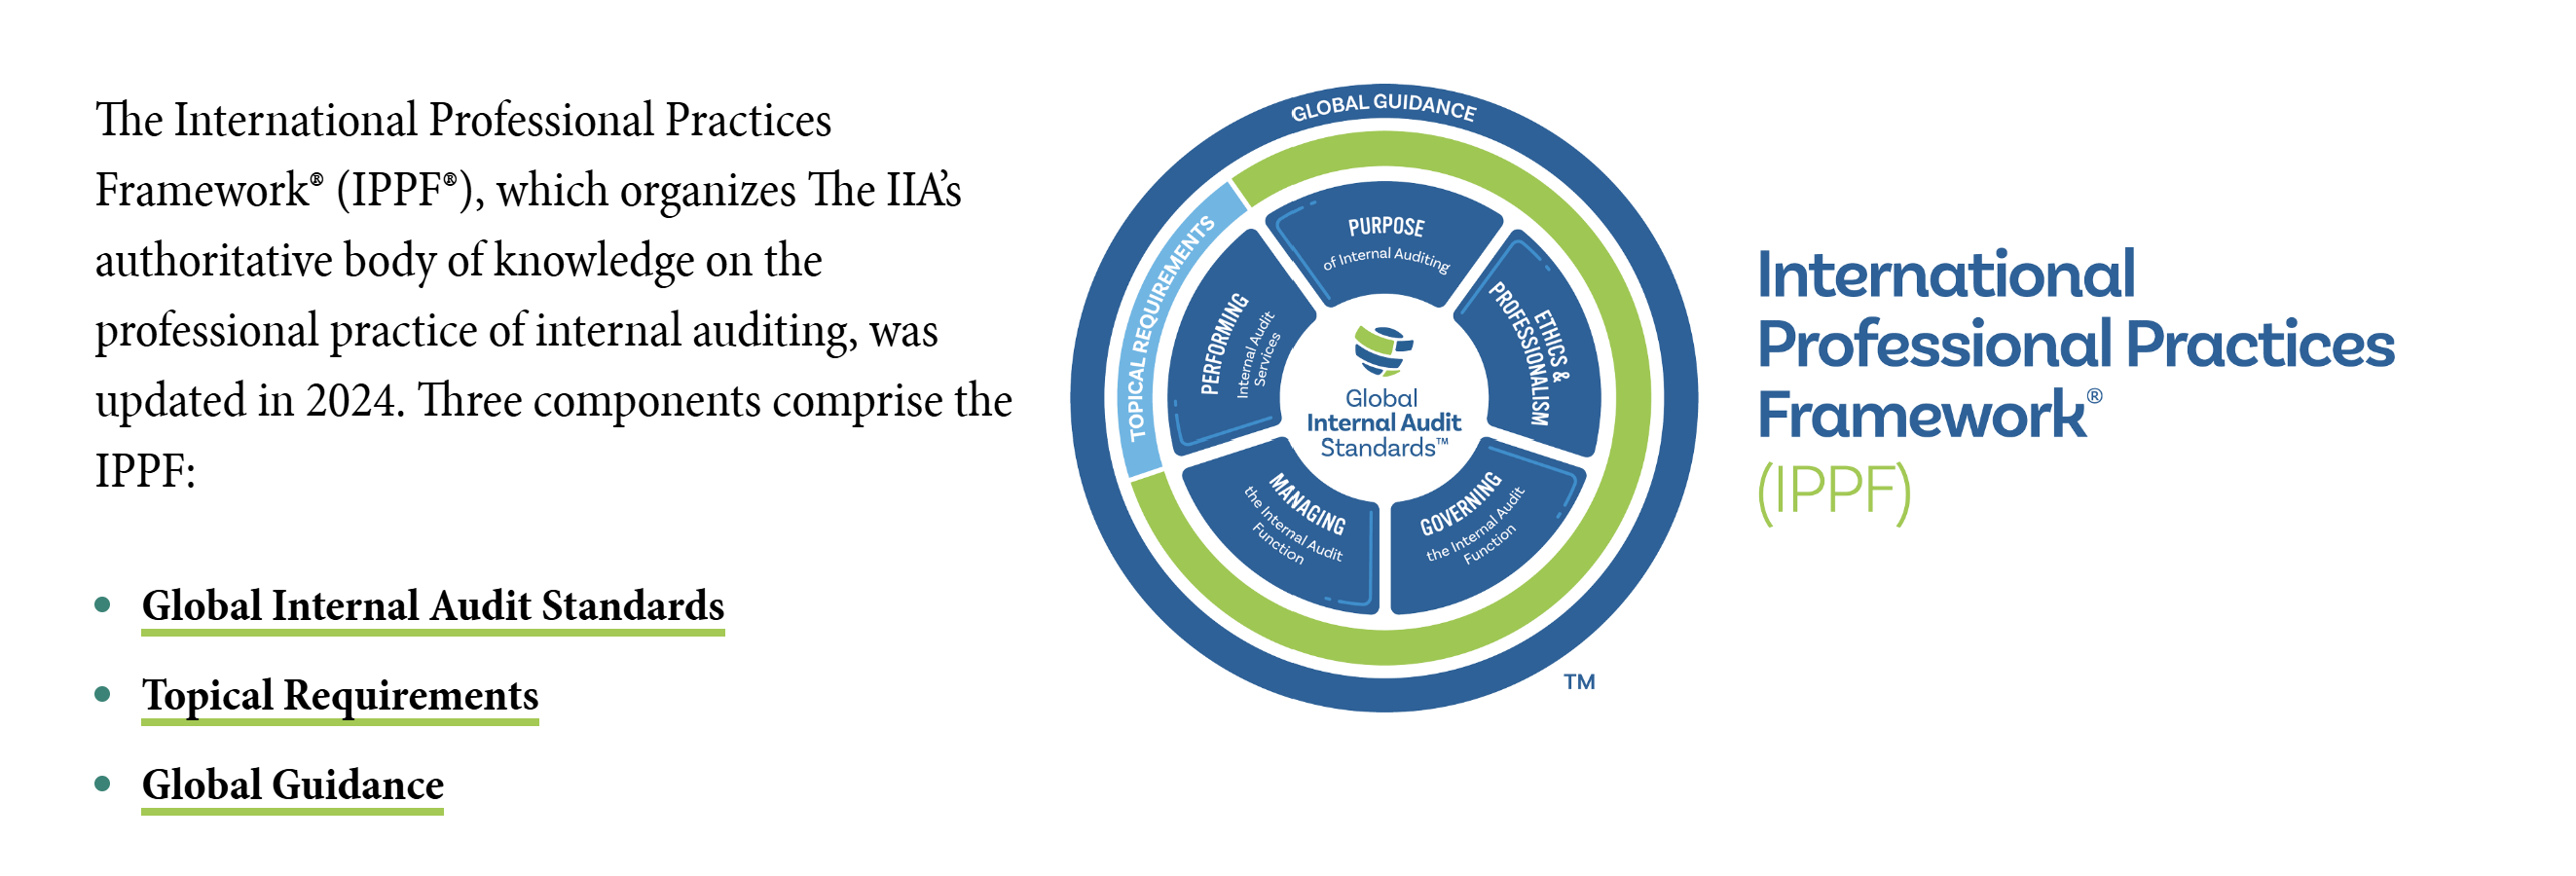 The International Professional Practices
Framework® (IPPF®), which organizes The IIA’s
authoritative body of knowledge on the
professional practice of internal auditing, was
updated in 2024. Three components comprise the
IPPF:
• Global Internal Audit Standards
• Topical Requirements
• Global Guidance
GLOBAL GUIDANCE
TOPICAL REQUIREMENTS
PURPOSE
of Internal Auditing
ETHICS &
PROFESSIONALISM
GOVERNING
the Internal Audit
Function
MANAGING
the Internal Audit
Function
PERFORMING
Internal Audit
Services
Global
Internal Audit
Standards™
TM
International
Professional Practices
Framework®
(IPPF)